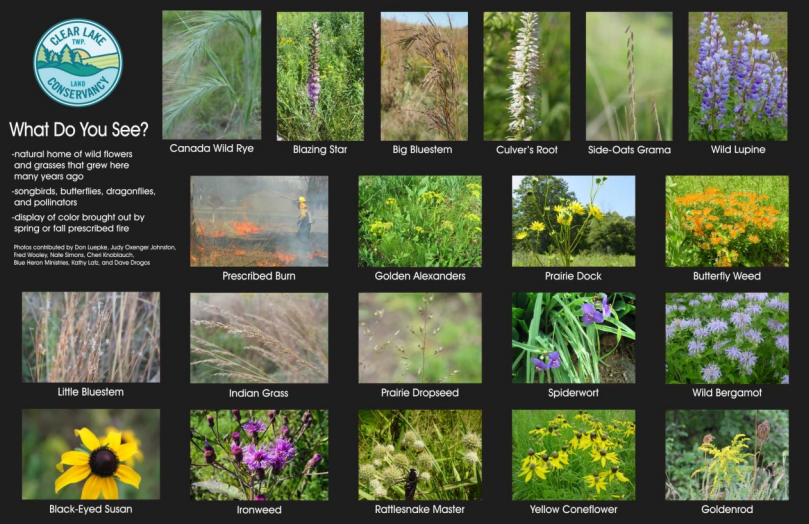 CLEAR LAKE
TWP.
LAND
CONSERVANCY
What Do You See?
-natural home of wild flowers
and grasses that grew here
many years ago
-songbirds, butterflies, dragonflies,
and pollinators
-display of color brought out by
spring or fall prescribed fire
Photos contributed by Don Luepke, Judy Oxenger Johnston,
Fred Wooley, Nate Simons, Cheri Knoblauch,
Blue Heron Ministries, Kathy Latz, and Dave Drogos
Canada Wild Rye
Blazing Star
Big Bluestem
Culver's Root
Side-Oats Grama
Wild Lupine
Prescribed Burn
Golden Alexanders
Prairie Dock
Butterfly Weed
Little Bluestem
Indian Grass
Prairie Dropseed
Spiderwort
Wild Bergamot
Black-Eyed Susan
Ironweed
Rattlesnake Master
Yellow Coneflower
Goldenrod